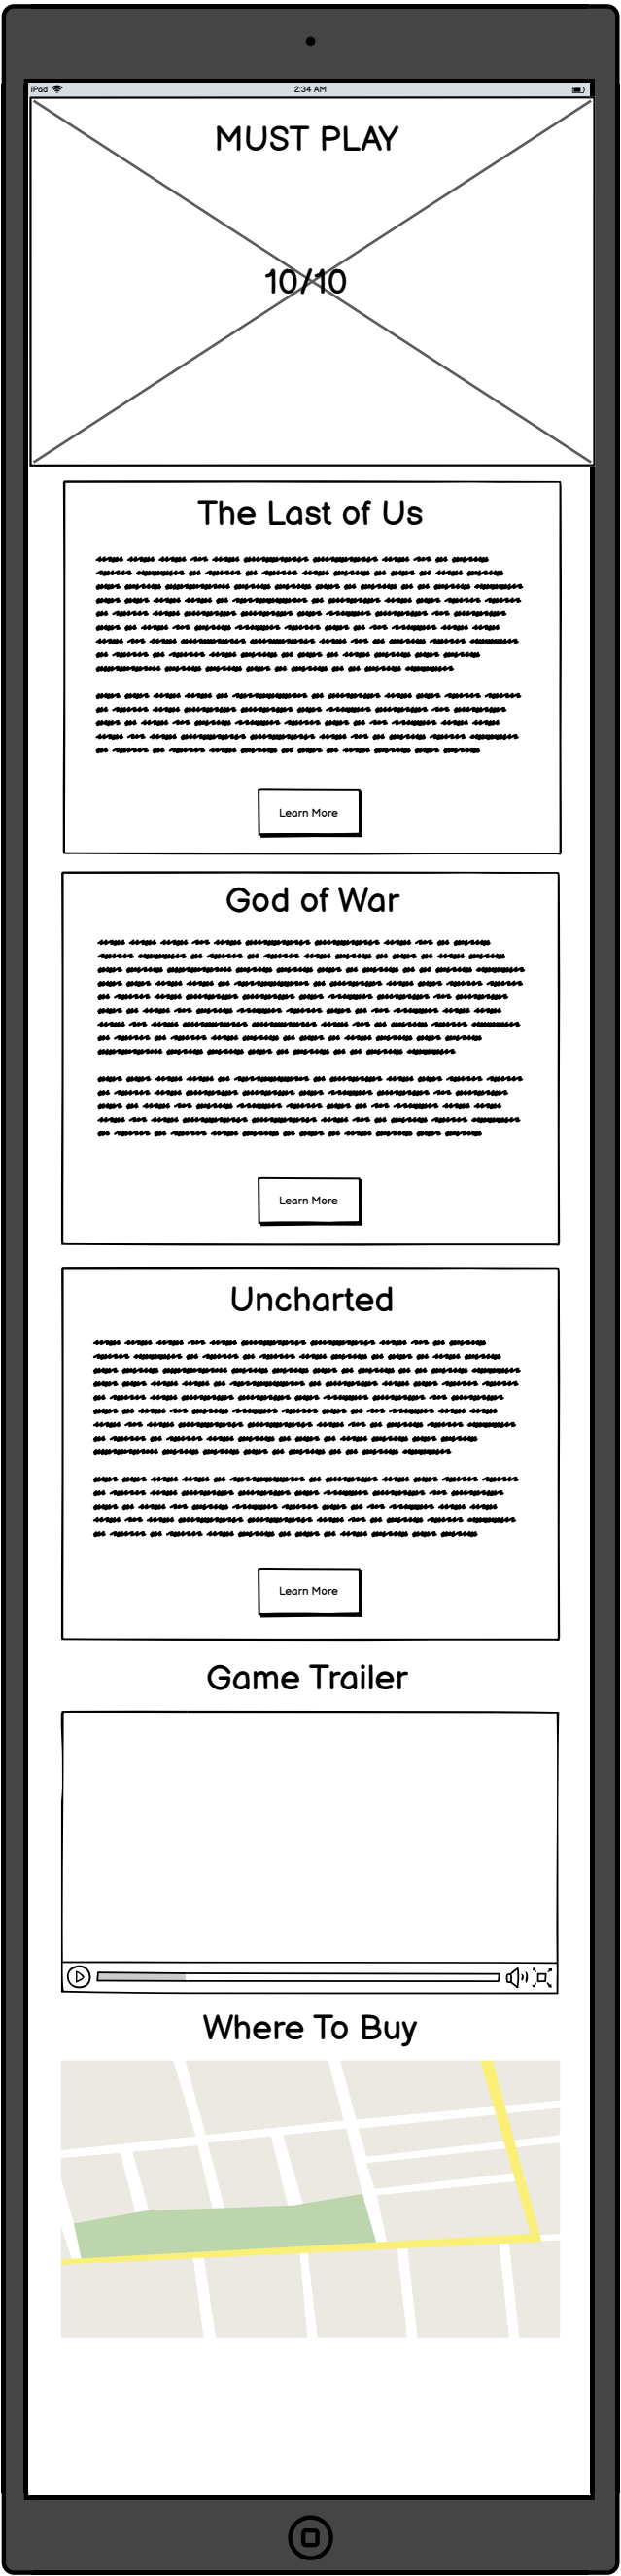 iPad 2:34 AM
MUST PLAY
10/10
The Last of Us
Learn More
God of War
Learn More
Uncharted
Learn More
Game Trailer
Where To Buy